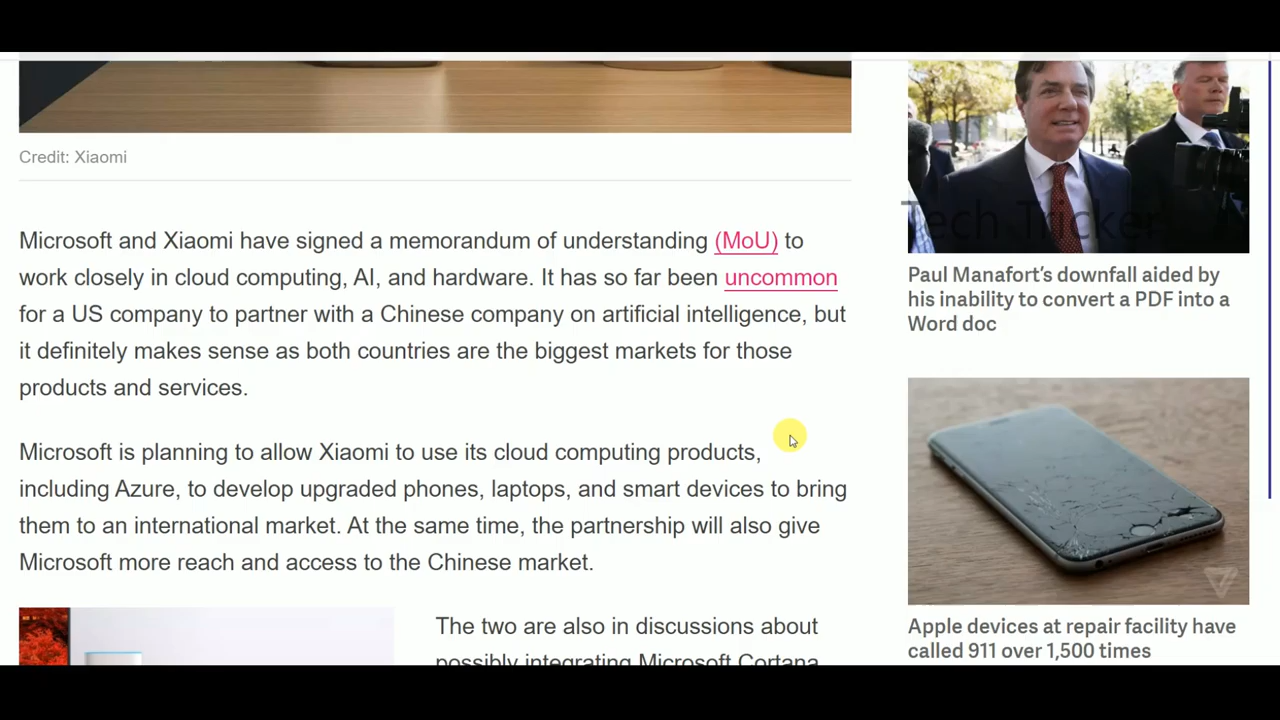 Credit: Xiaomi
Microsoft and Xiaomi have signed a memorandum of understanding (MoU) to
work closely in cloud computing, AI, and hardware. It has so far been uncommon
for a US company to partner with a Chinese company on artificial intelligence, but
it definitely makes sense as both countries are the biggest markets for those
products and services.
Microsoft is planning to allow Xiaomi to use its cloud computing products,
including Azure, to develop upgraded phones, laptops, and smart devices to bring
them to an international market. At the same time, the partnership will also give
Microsoft more reach and access to the Chinese market.
The two are also in discussions about
possibly integrating Microsoft Cortana
Tech Tricker
Paul Manafort's downfall aided by
his inability to convert a PDF into a
Word doc
Apple devices at repair facility have
called 911 over 1,500 times